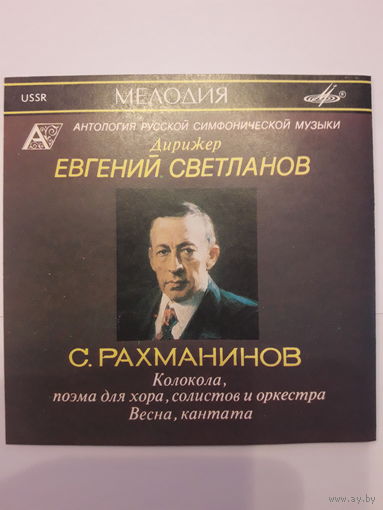 USSR
МЕЛОДИЯ
АНТОЛОГИЯ РУССКОЙ СИМФОНИЧЕСКОЙ МУЗЫКИ
Дирижер
ЕВГЕНИЙ СВЕТЛАНОВ
С. РАХМАНИНОВ
Колокола,
поэма для хора, солистов и оркестра
Весна, кантата
www.ay.by